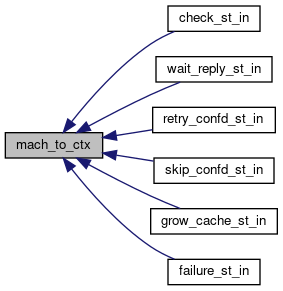 check_st_in
wait_reply_st_in
retry_confd_st_in
mach_to_ctx
skip_confd_st_in
grow_cache_st_in
failure_st_in